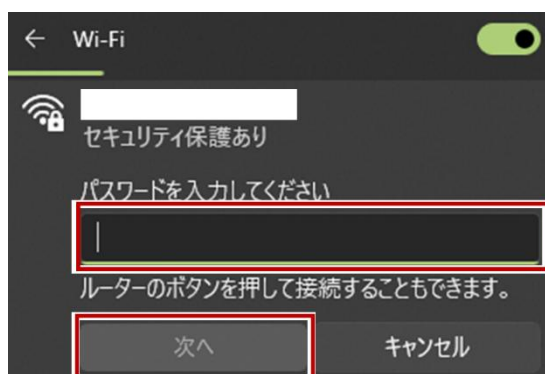 Wi-Fi
セキュリティ保護あり
パスワードを入力してください
ルーターのボタンを押して接続することもできます。
次へ
キャンセル